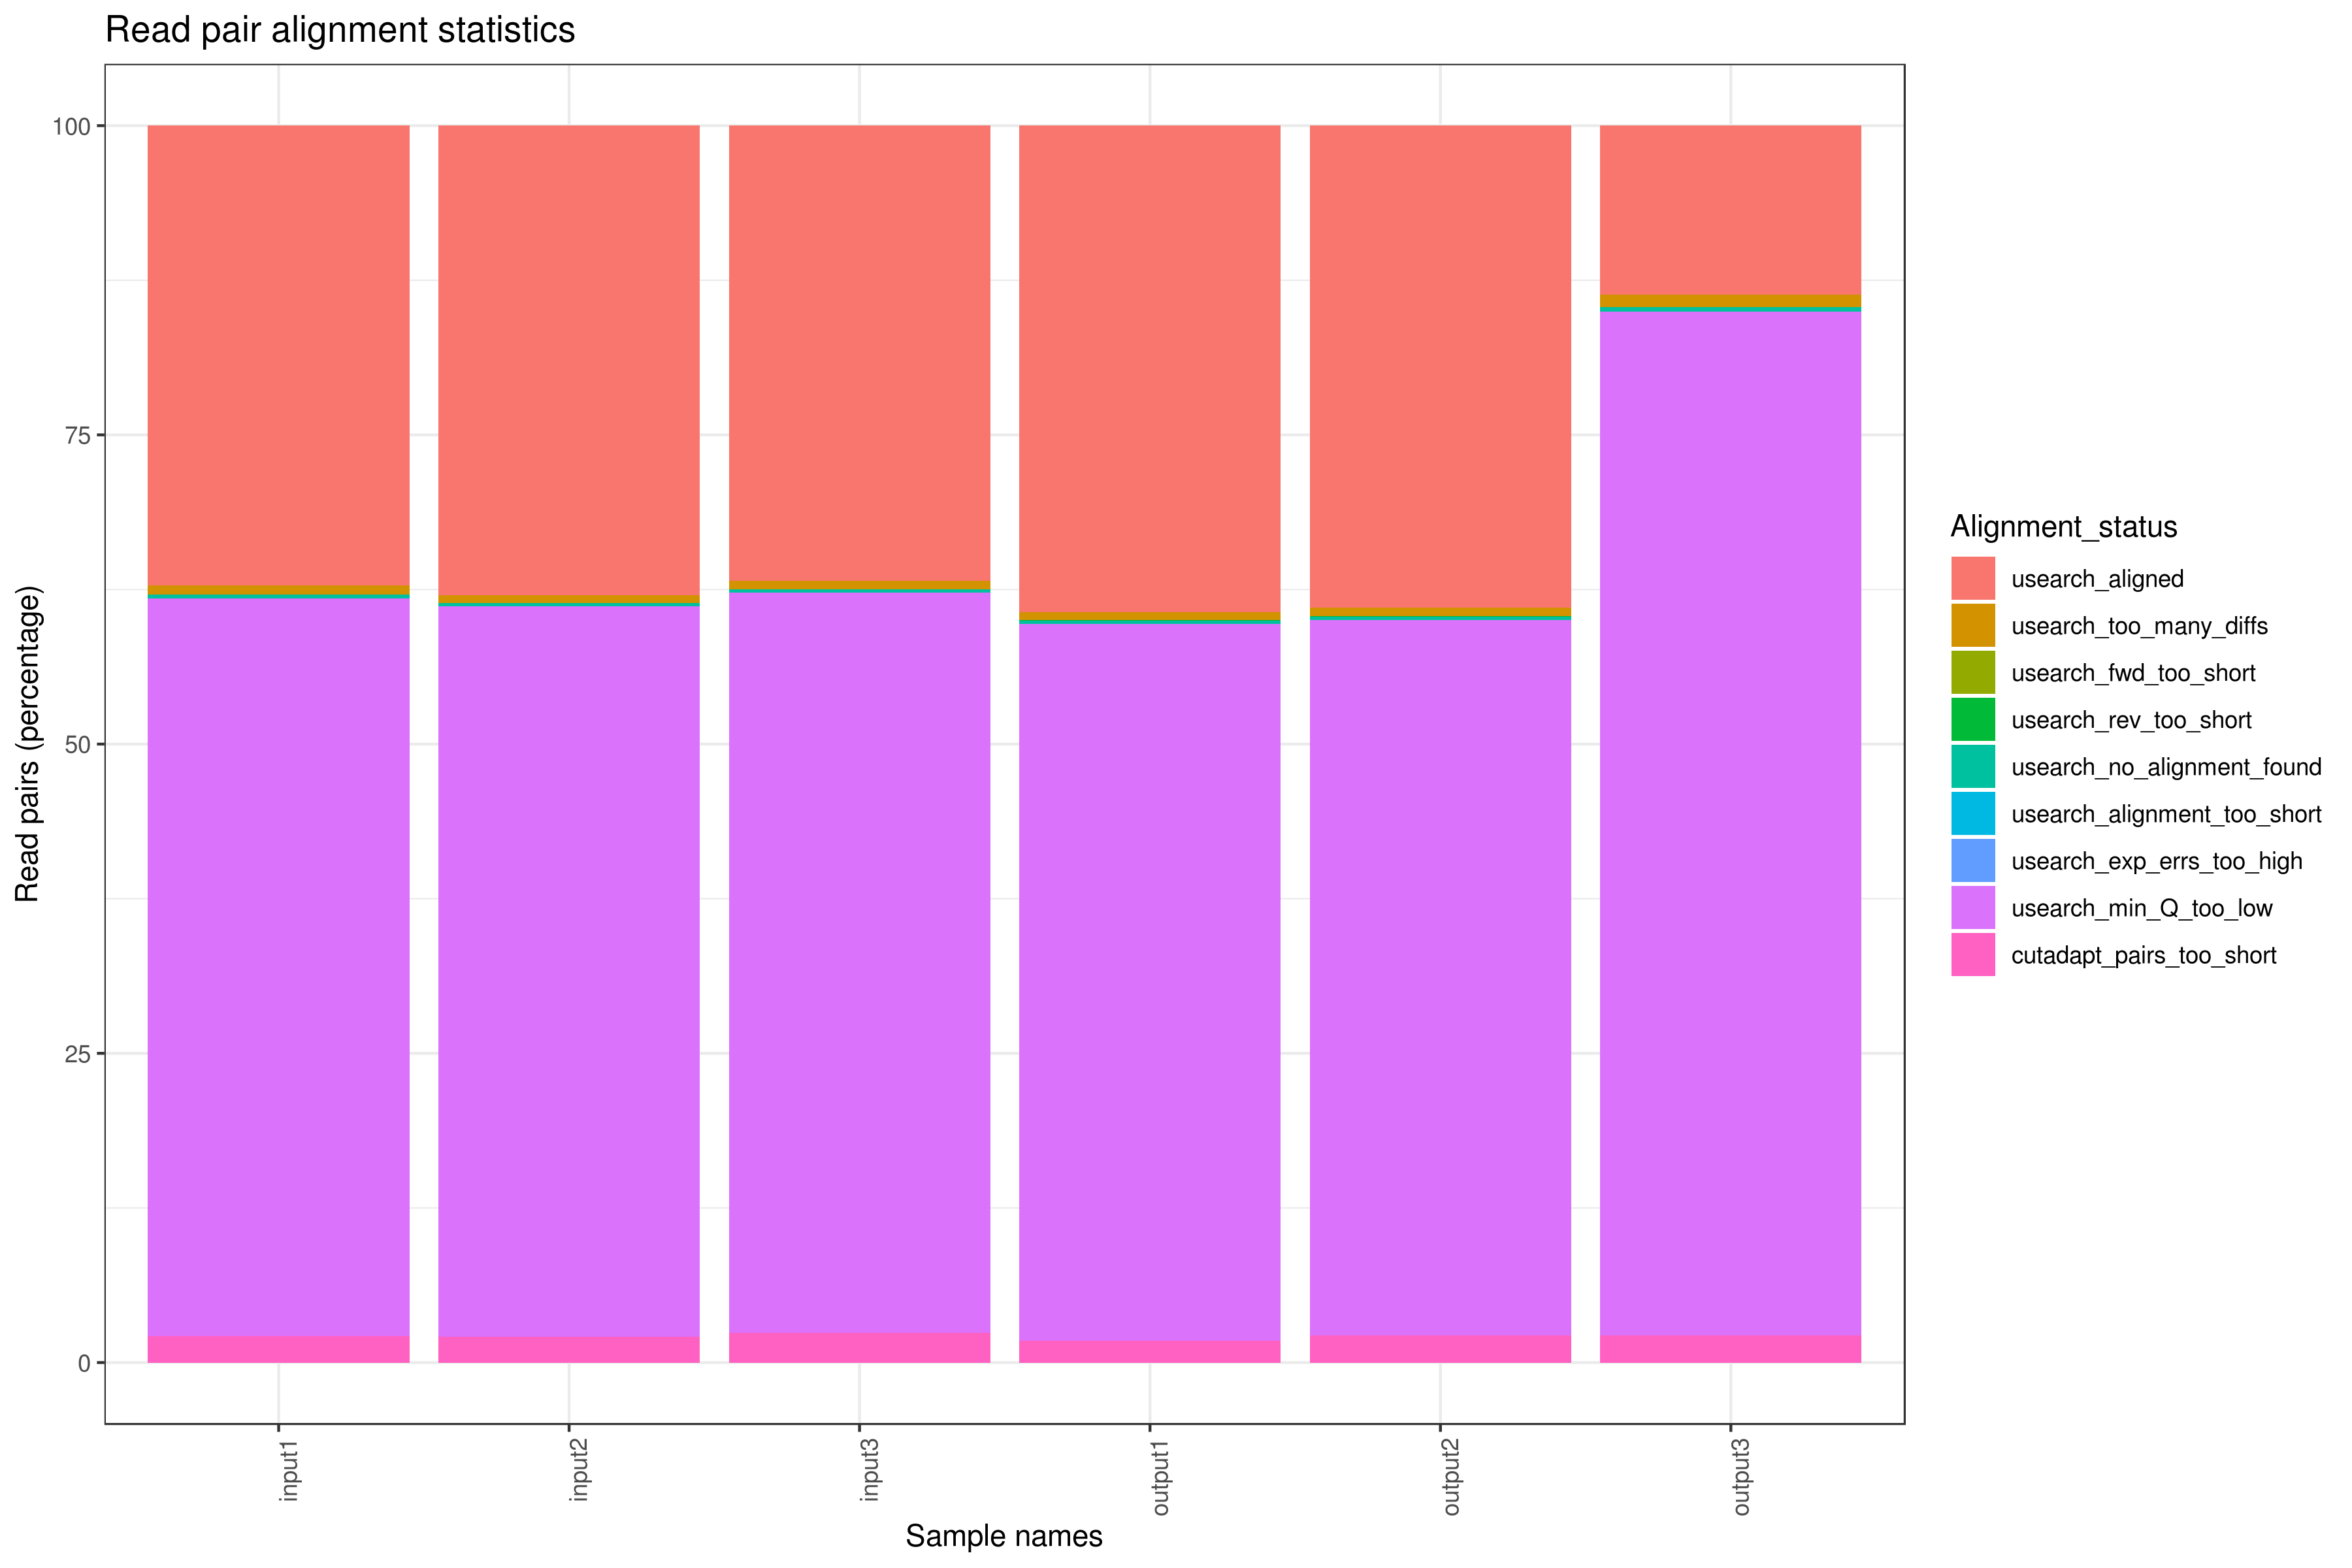 Read pair alignment statistics
100
75
50
25
0
Read pairs (percentage)
input1
input2
input3
output1
output2
output3
Sample names
Alignment_status
usearch_aligned
usearch_too_many_diffs
usearch_fwd_too_short
usearch_rev_too_short
usearch_no_alignment_found
usearch_alignment_too_short
usearch_exp_errs_too_high
usearch_min_Q_too_low
cutadapt_pairs_too_short